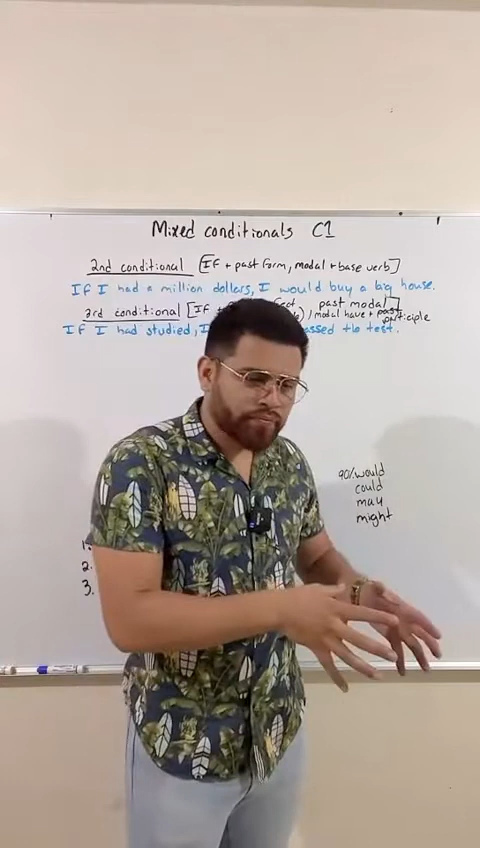 Mixed conditionals C1
2nd conditional [IF + past form, modal + base verb]
IF I had a million dollars, I would buy a big house.
3rd conditional [IF + past modal]
modal have + past participle
IF I had studied, I passed the test.
90% would
could
may
might
1.
2.
3.